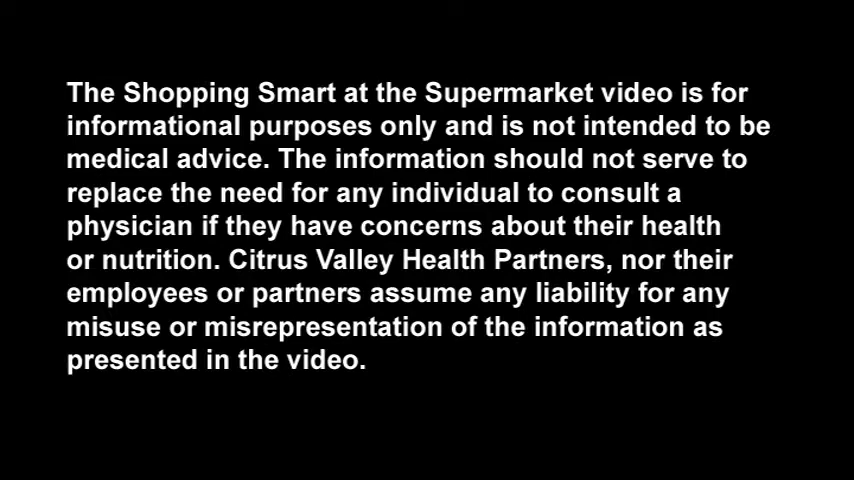 The Shopping Smart at the Supermarket video is for
informational purposes only and is not intended to be
medical advice. The information should not serve to
replace the need for any individual to consult a
physician if they have concerns about their health
or nutrition. Citrus Valley Health Partners, nor their
employees or partners assume any liability for any
misuse or misrepresentation of the information as
presented in the video.